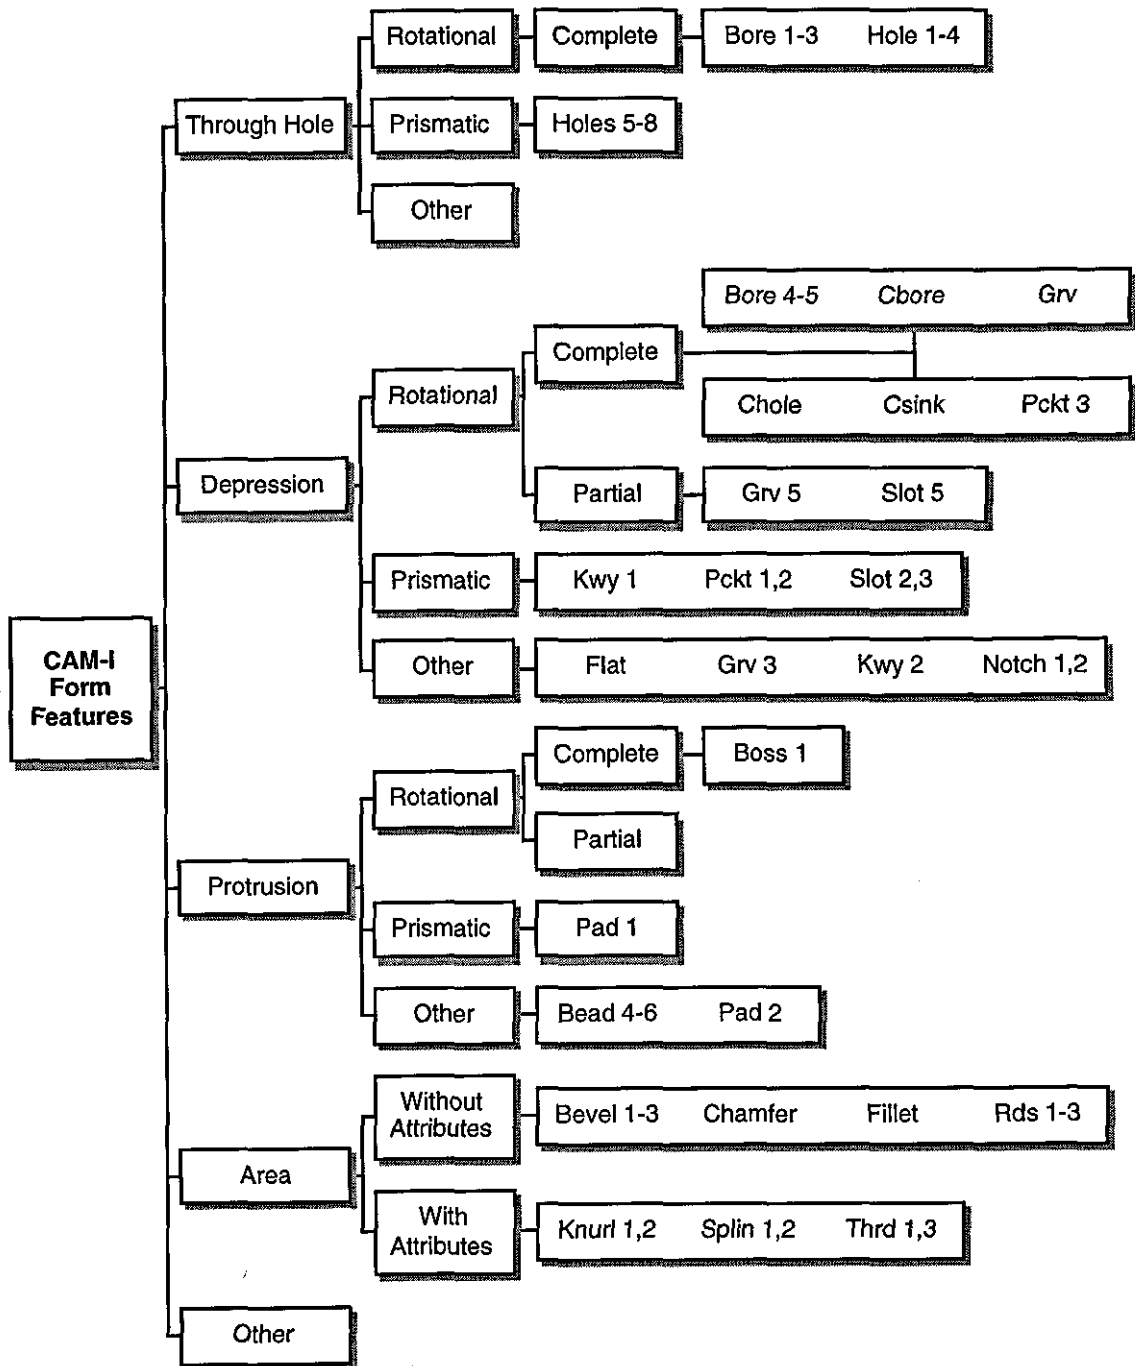 Rotational
Complete
Bore 1-3 Hole 1-4
Through Hole
Prismatic
Holes 5-8
Other
Bore 4-5 Cbore Grv
Complete
Rotational
Chole Csink Pckt 3
Depression
Partial
Grv 5 Slot 5
Prismatic
Kwy 1 Pckt 1,2 Slot 2,3
Other
Flat Grv 3 Kwy 2 Notch 1,2
CAM-I
Form
Features
Complete
Boss 1
Rotational
Partial
Protrusion
Prismatic
Pad 1
Other
Bead 4-6 Pad 2
Without
Attributes
Bevel 1-3 Chamfer Fillet Rds 1-3
Area
With
Attributes
Knurl 1,2 Splin 1,2 Thrd 1,3
Other